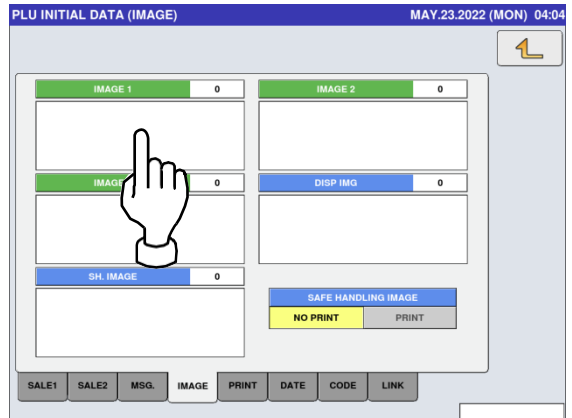 PLU INITIAL DATA (IMAGE) MAY.23.2022 (MON) 04:04
IMAGE 1 0 IMAGE 2 0
0 DISP IMG 0
SH. IMAGE 0
SAFE HANDLING IMAGE
NO PRINT PRINT
SALE1 SALE2 MSG. IMAGE PRINT DATE CODE LINK